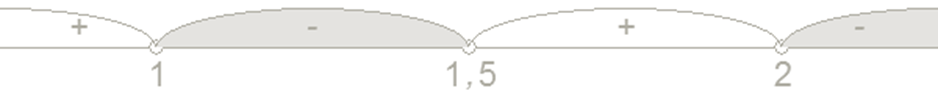 + - + -
1 1,5 2